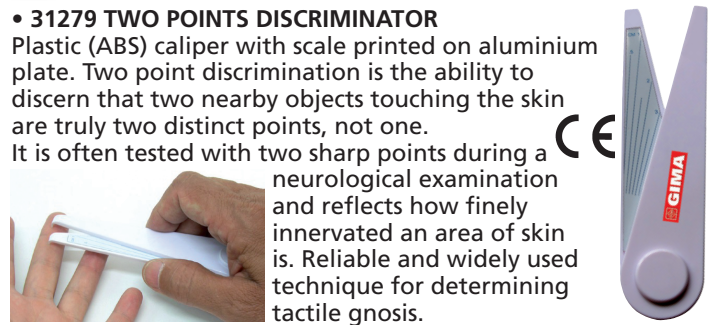 • 31279 TWO POINTS DISCRIMINATOR
Plastic (ABS) caliper with scale printed on aluminium
plate. Two point discrimination is the ability to
discern that two nearby objects touching the skin
are truly two distinct points, not one.
It is often tested with two sharp points during a
neurological examination
and reflects how finely
innervated an area of skin
is. Reliable and widely used
technique for determining
tactile gnosis.
CE
GIMA